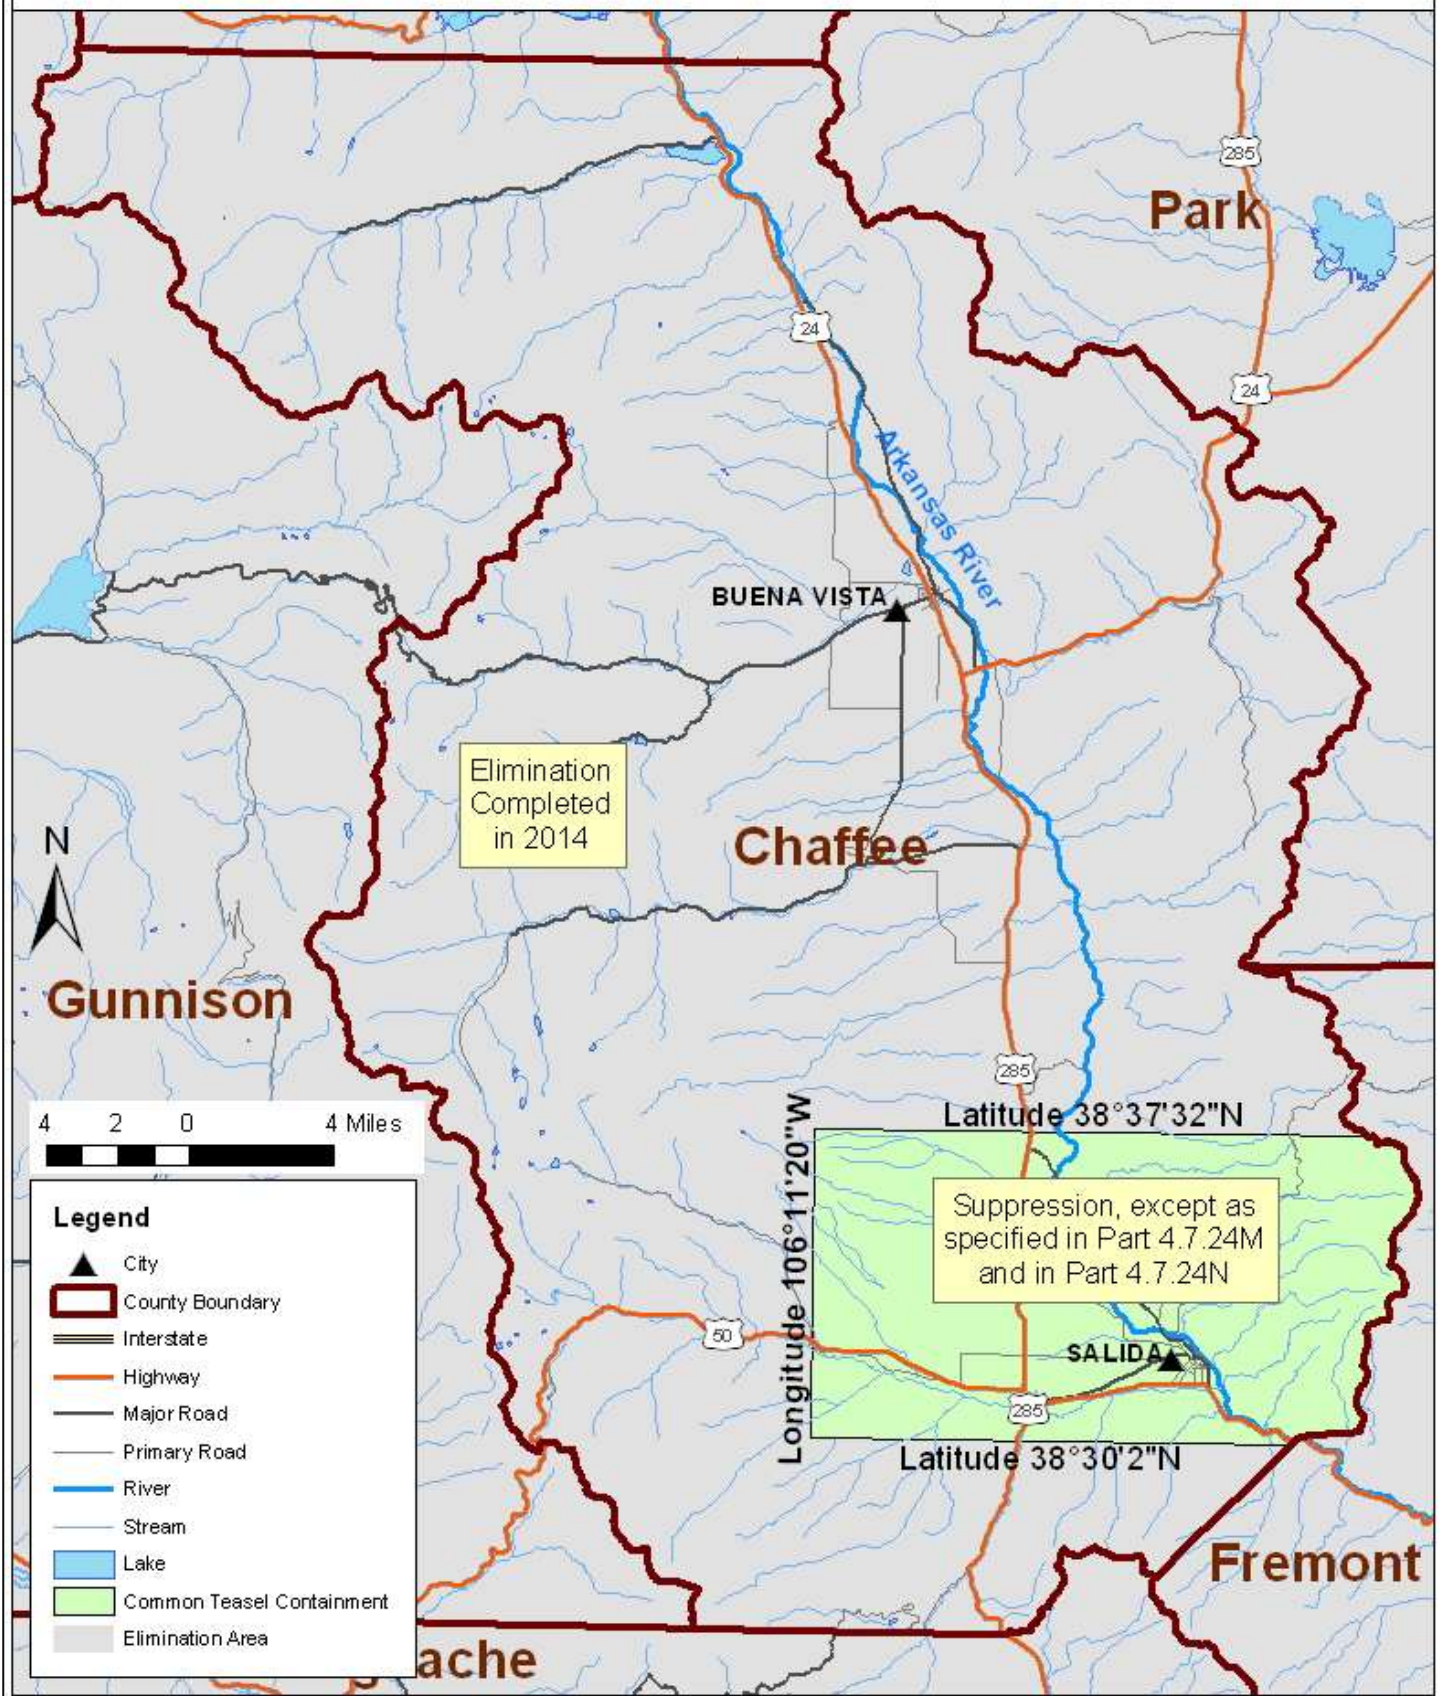 285
Park
24
24
Arkansas River
BUENA VISTA
Elimination
Completed
in 2014
Chaffee
N
Gunnison
285
4 2 0 4 Miles
Latitude 38°37'32"N
Longitude 106°11'20"W
Suppression, except as
specified in Part 4.7.24M
and in Part 4.7.24N
50
SALIDA
285
Latitude 38°30'2"N
Legend
City
County Boundary
Interstate
Highway
Major Road
Primary Road
River
Stream
Lake
Common Teasel Containment
Elimination Area
Fremont
ache